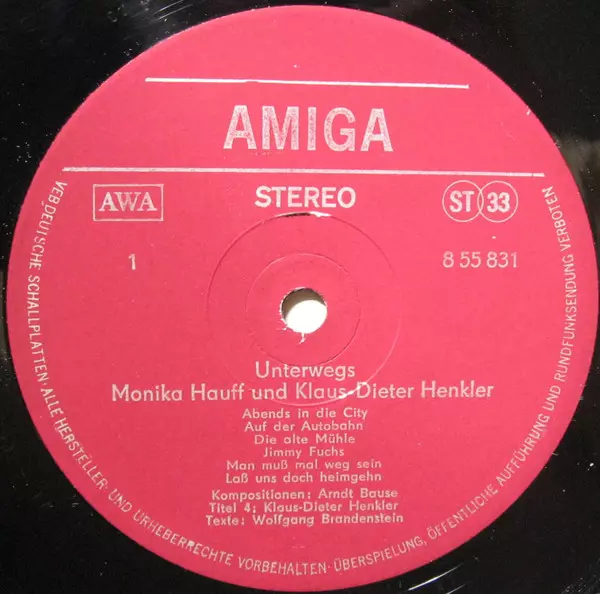 AMIGA
AWA
STEREO
ST 33
1
8 55 831
Unterwegs
Monika Hauff und Klaus-Dieter Henkler
Abends in die City
Auf der Autobahn
Die alte Mühle
Jimmy Fuchs
Man muß mal weg sein
Laß uns doch heimgehn
Kompositionen: Arndt Bause
Titel 4: Klaus-Dieter Henkler
Texte: Wolfgang Brandenstein
VEB DEUTSCHE SCHALLPLATTEN · ALLE HERSTELLER- UND URHEBERRECHTE VORBEHALTEN · ÜBERSPIELUNG, ÖFFENTLICHE AUFFÜHRUNG UND RUNDFUNKSENDUNG VERBOTEN